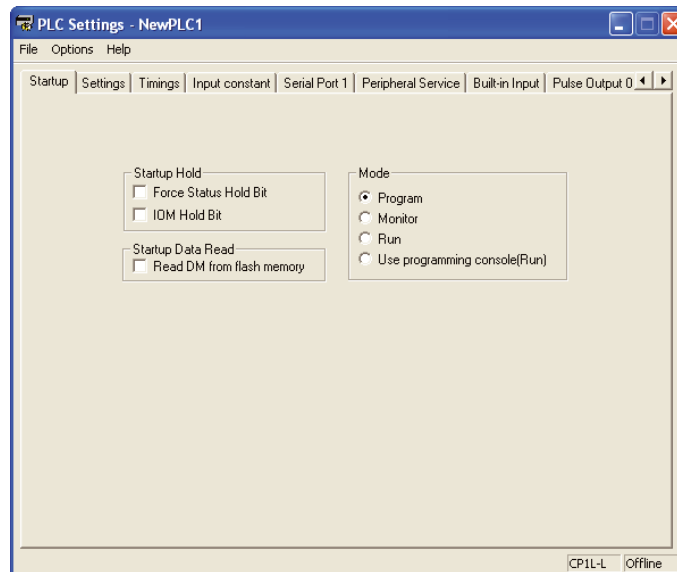 PLC Settings - NewPLC1
File Options Help
Startup Settings Timings Input constant Serial Port 1 Peripheral Service Built-in Input Pulse Output 0
Startup Hold
Force Status Hold Bit
IOM Hold Bit
Startup Data Read
Read DM from flash memory
Mode
Program
Monitor
Run
Use programming console(Run)
CP1L-L Offline